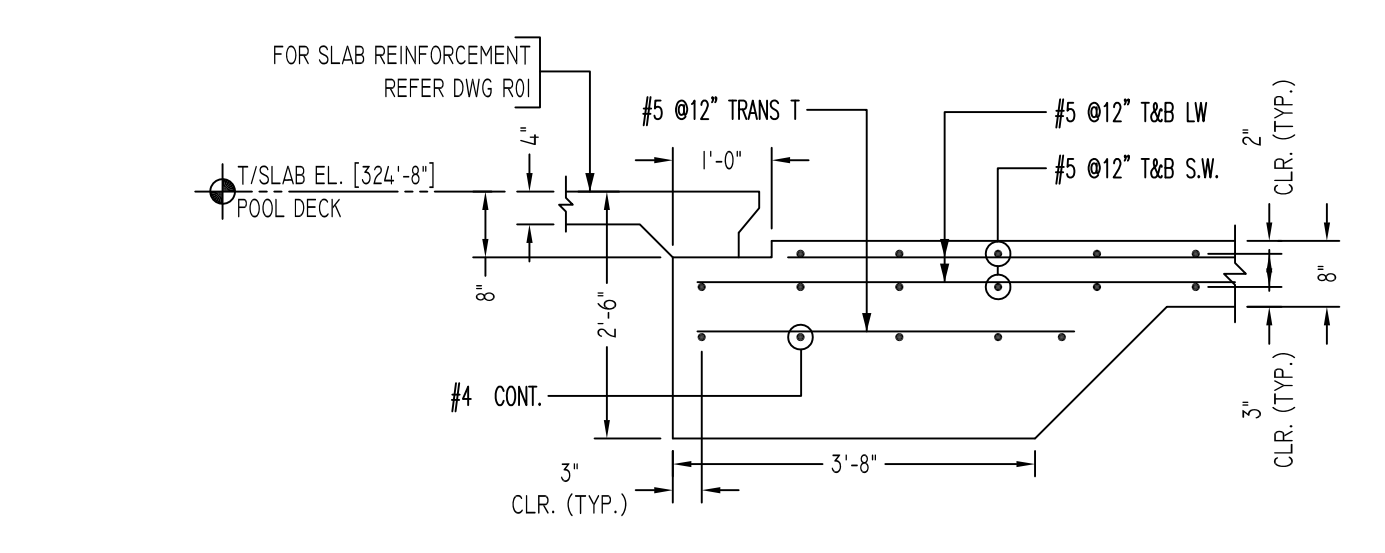 FOR SLAB REINFORCEMENT
REFER DWG R01
#5 @12" TRANS T
#5 @12" T&B LW
#5 @12" T&B S.W.
4"
1'-0"
2"
CLR. (TYP.)
T/SLAB EL. [324'-8"]
POOL DECK
8"
2'-6"
8"
#4 CONT.
3"
CLR. (TYP.)
3'-8"
3"
CLR. (TYP.)